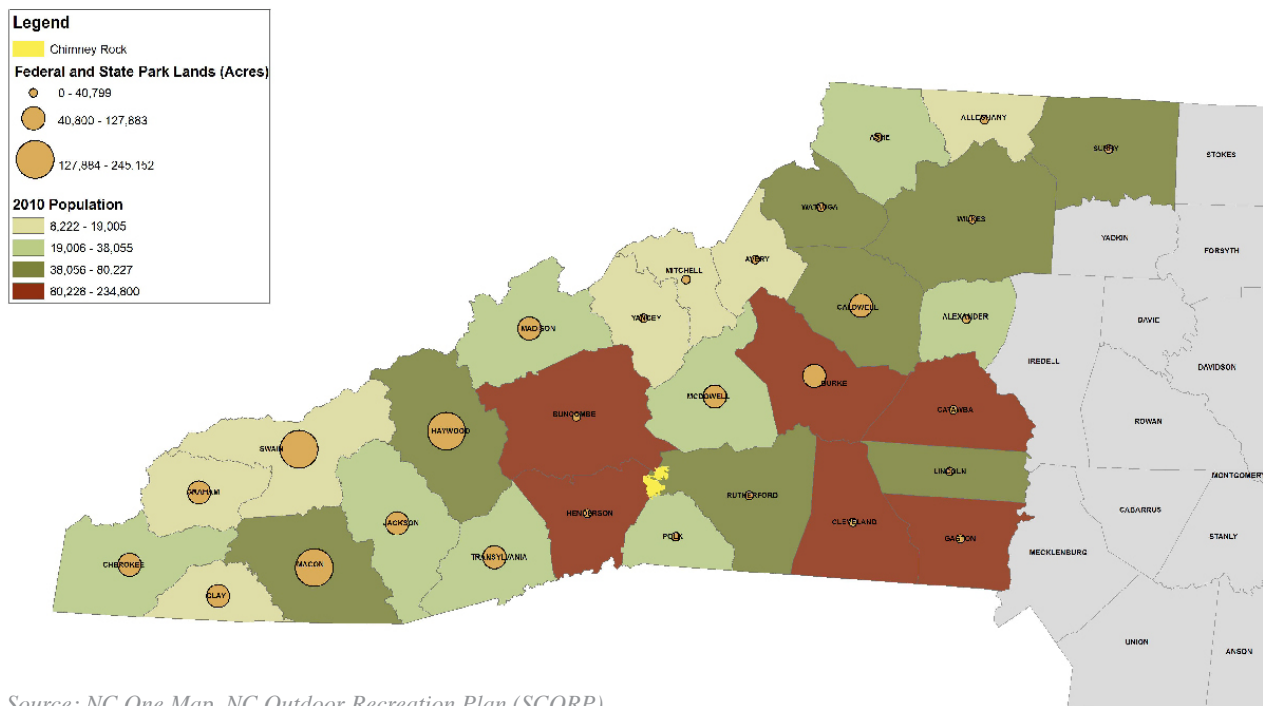 Legend
Chimney Rock
Federal and State Park Lands (Acres)
0 - 40,799
40,800 - 127,883
127,884 - 245,152
2010 Population
8,222 - 19,005
19,006 - 38,055
38,056 - 80,227
80,228 - 234,800
ALLEGHANY
ASHE
SURRY
STOKES
WATAUGA
WILKES
YADKIN
FORSYTH
AVERY
MITCHELL
YANCEY
CALDWELL
ALEXANDER
MADISON
DAVIE
IREDELL
DAVIDSON
BURKE
MCDOWELL
CATAWBA
BUNCOMBE
ROWAN
HAYWOOD
SWAIN
LINCOLN
MONTGOMERY
GRAHAM
RUTHERFORD
CABARRUS
HENDERSON
JACKSON
CLEVELAND
POLK
GASTON
STANLY
MECKLENBURG
TRANSYLVANIA
CHEROKEE
MACON
CLAY
UNION
ANSON
Source: NC One Map, NC Outdoor Recreation Plan (SCORP)